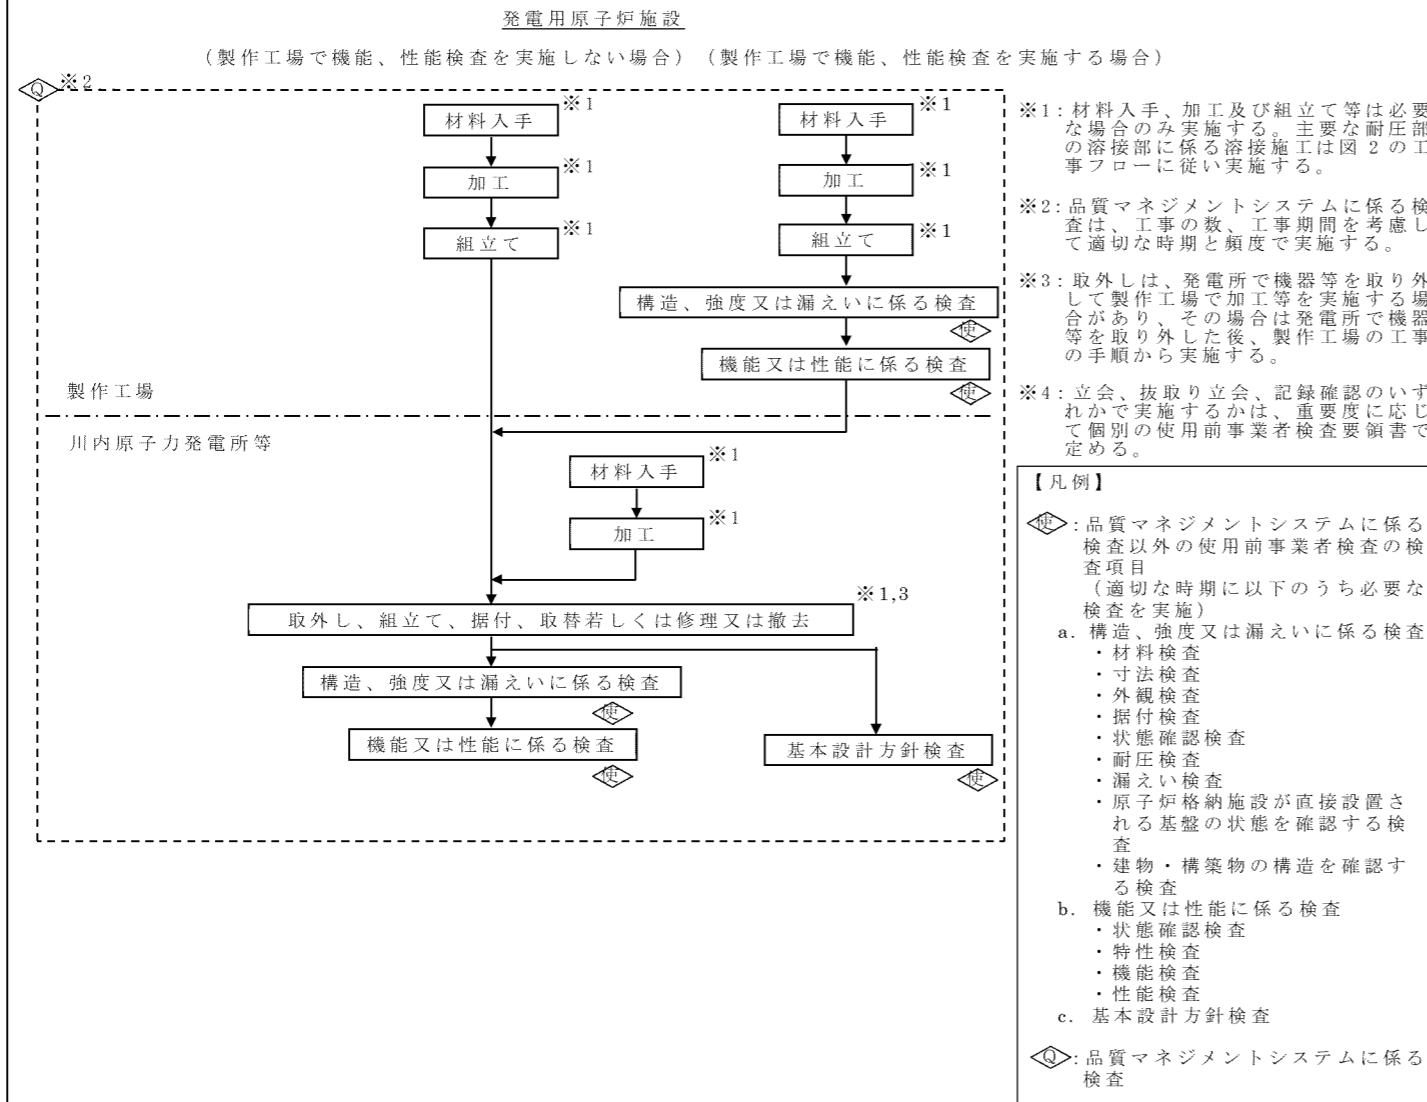 発電用原子炉施設
（製作工場で機能、性能検査を実施しない場合）（製作工場で機能、性能検査を実施する場合）
Q ※2
材料入手 ※1
加工 ※1
組立て ※1
材料入手 ※1
加工 ※1
組立て ※1
構造、強度又は漏えいに係る検査
使
機能又は性能に係る検査
使
製作工場
川内原子力発電所等
材料入手 ※1
加工 ※1
取外し、組立て、据付、取替若しくは修理又は撤去 ※1,3
構造、強度又は漏えいに係る検査
使
機能又は性能に係る検査
使
基本設計方針検査
使
※1：材料入手、加工及び組立て等は必要
な場合のみ実施する。主要な耐圧部
の溶接部に係る溶接施工は図2の工
事フローに従い実施する。
※2：品質マネジメントシステムに係る検
査は、工事の数、工事期間を考慮し
て適切な時期と頻度で実施する。
※3：取外しは、発電所で機器等を取り外
して製作工場で加工等を実施する場
合があり、その場合は発電所で機器
等を取り外した後、製作工場の工事
の手順から実施する。
※4：立会、抜取り立会、記録確認のいず
れかで実施するかは、重要度に応じ
て個別の使用前事業者検査要領書で
定める。
【凡例】
使：品質マネジメントシステムに係る
検査以外の使用前事業者検査の検
査項目
（適切な時期に以下のうち必要な
検査を実施）
a. 構造、強度又は漏えいに係る検査
・材料検査
・寸法検査
・外観検査
・据付検査
・状態確認検査
・耐圧検査
・漏えい検査
・原子炉格納施設が直接設置さ
れる基盤の状態を確認する検
査
・建物・構築物の構造を確認す
る検査
b. 機能又は性能に係る検査
・状態確認検査
・特性検査
・機能検査
・性能検査
c. 基本設計方針検査
Q：品質マネジメントシステムに係る
検査